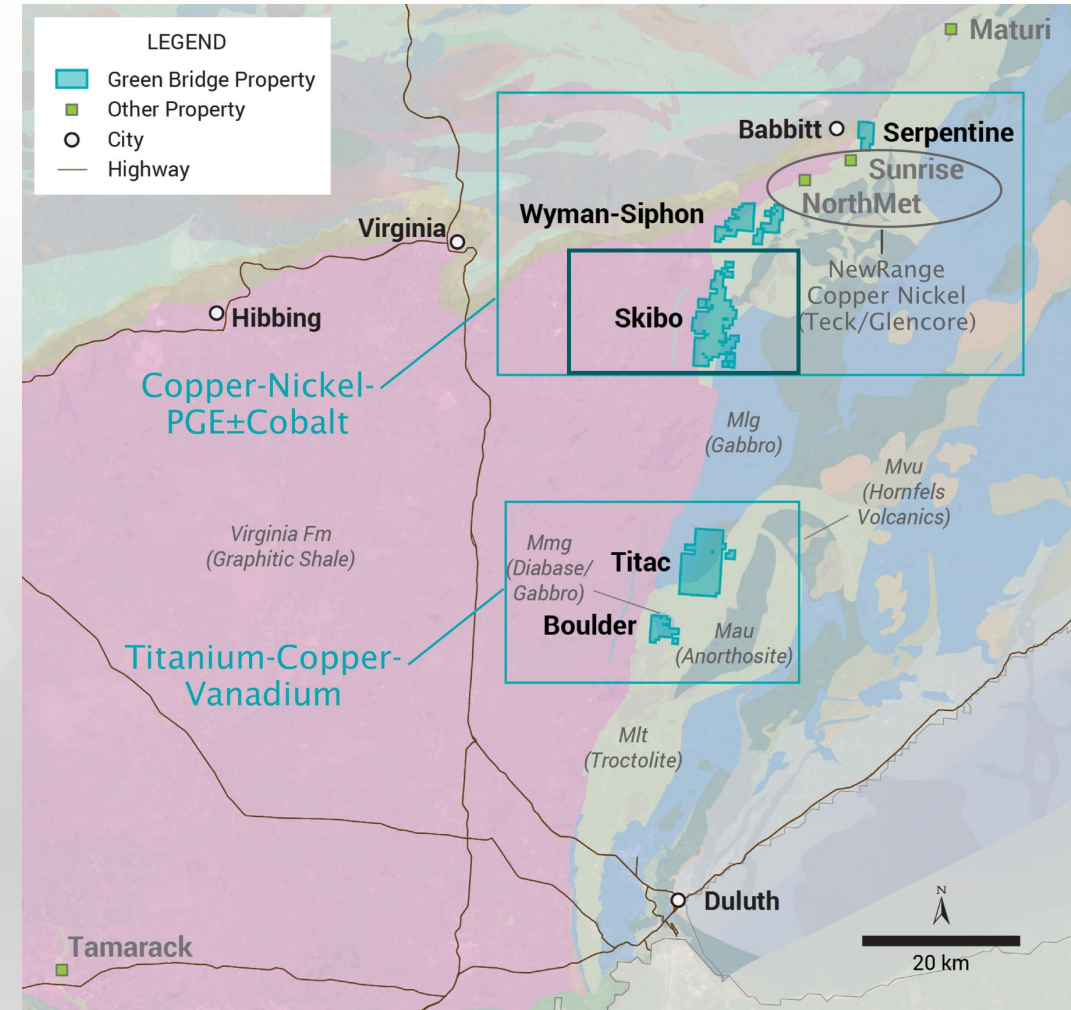 LEGEND
Green Bridge Property
Other Property
City
Highway
Maturi
Babbitt
Serpentine
Sunrise
NorthMet
Wyman-Siphon
Virginia
NewRange
Copper Nickel
(Teck/Glencore)
Skibo
Hibbing
Copper-Nickel-
PGE±Cobalt
Mlg
(Gabbro)
Mvu
(Hornfels
Volcanics)
Virginia Fm
(Graphitic Shale)
Mmg
(Diabase/
Gabbro)
Titac
Boulder
Mau
(Anorthosite)
Titanium-Copper-
Vanadium
Mlt
(Troctolite)
Duluth
N
20 km
Tamarack